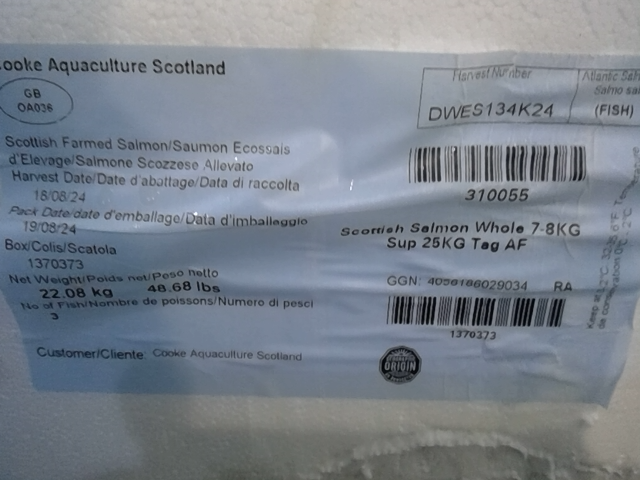 Cooke Aquaculture Scotland
GB
OA036
Harvest Number
DWES134K24
Atlantic Sal
Salmo sal
(FISH)
Scottish Farmed Salmon/Saumon Ecossais
d'Elevage/Salmone Scozzese Allevato
Harvest Date/Date d'abattage/Data di raccolta
18/08/24
Pack Date/date d'emballage/Data d'imballaggio
19/08/24
Box/Colis/Scatola
1370373
Net Weight/Poids net/Peso netto
22.08 kg 48.68 lbs
No of Fish/Nombre de poissons/Numero di pesci
3
Customer/Cliente: Cooke Aquaculture Scotland
310055
Scottish Salmon Whole 7-8KG
Sup 25KG Tag AF
GGN: 4056186029034 RA
1370373
ORIGIN